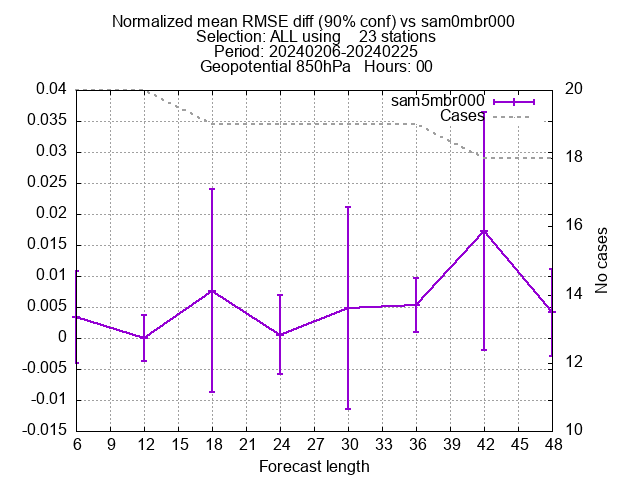 Normalized mean RMSE diff (90% conf) vs sam0mbr000
Selection: ALL using    23 stations
Period: 20240206-20240225
Geopotential 850hPa   Hours: 00
sam5mbr000
Cases
0.04
0.035
0.03
0.025
0.02
0.015
0.01
0.005
0
-0.005
-0.01
-0.015
20
18
16
14
12
10
No cases
6 9 12 15 18 21 24 27 30 33 36 39 42 45 48
Forecast length